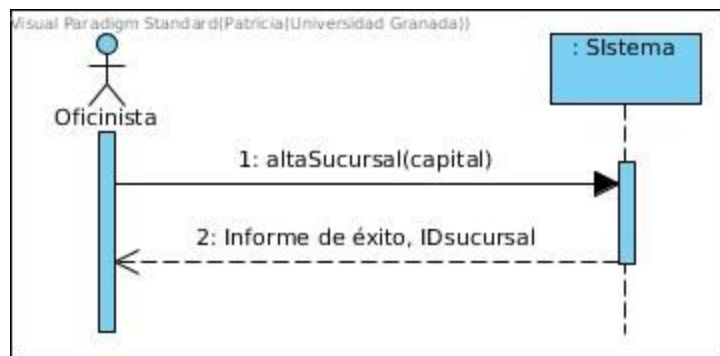 Visual Paradigm Standard(Patricia(Universidad Granada))
: SIstema
Oficinista
1: altaSucursal(capital)
2: Informe de éxito, IDsucursal